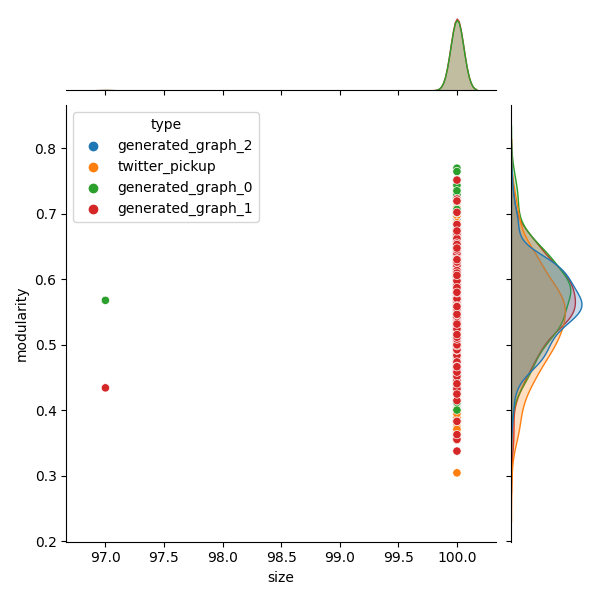 type
generated_graph_2
twitter_pickup
generated_graph_0
generated_graph_1
modularity
0.8
0.7
0.6
0.5
0.4
0.3
0.2
97.0 97.5 98.0 98.5 99.0 99.5 100.0
size